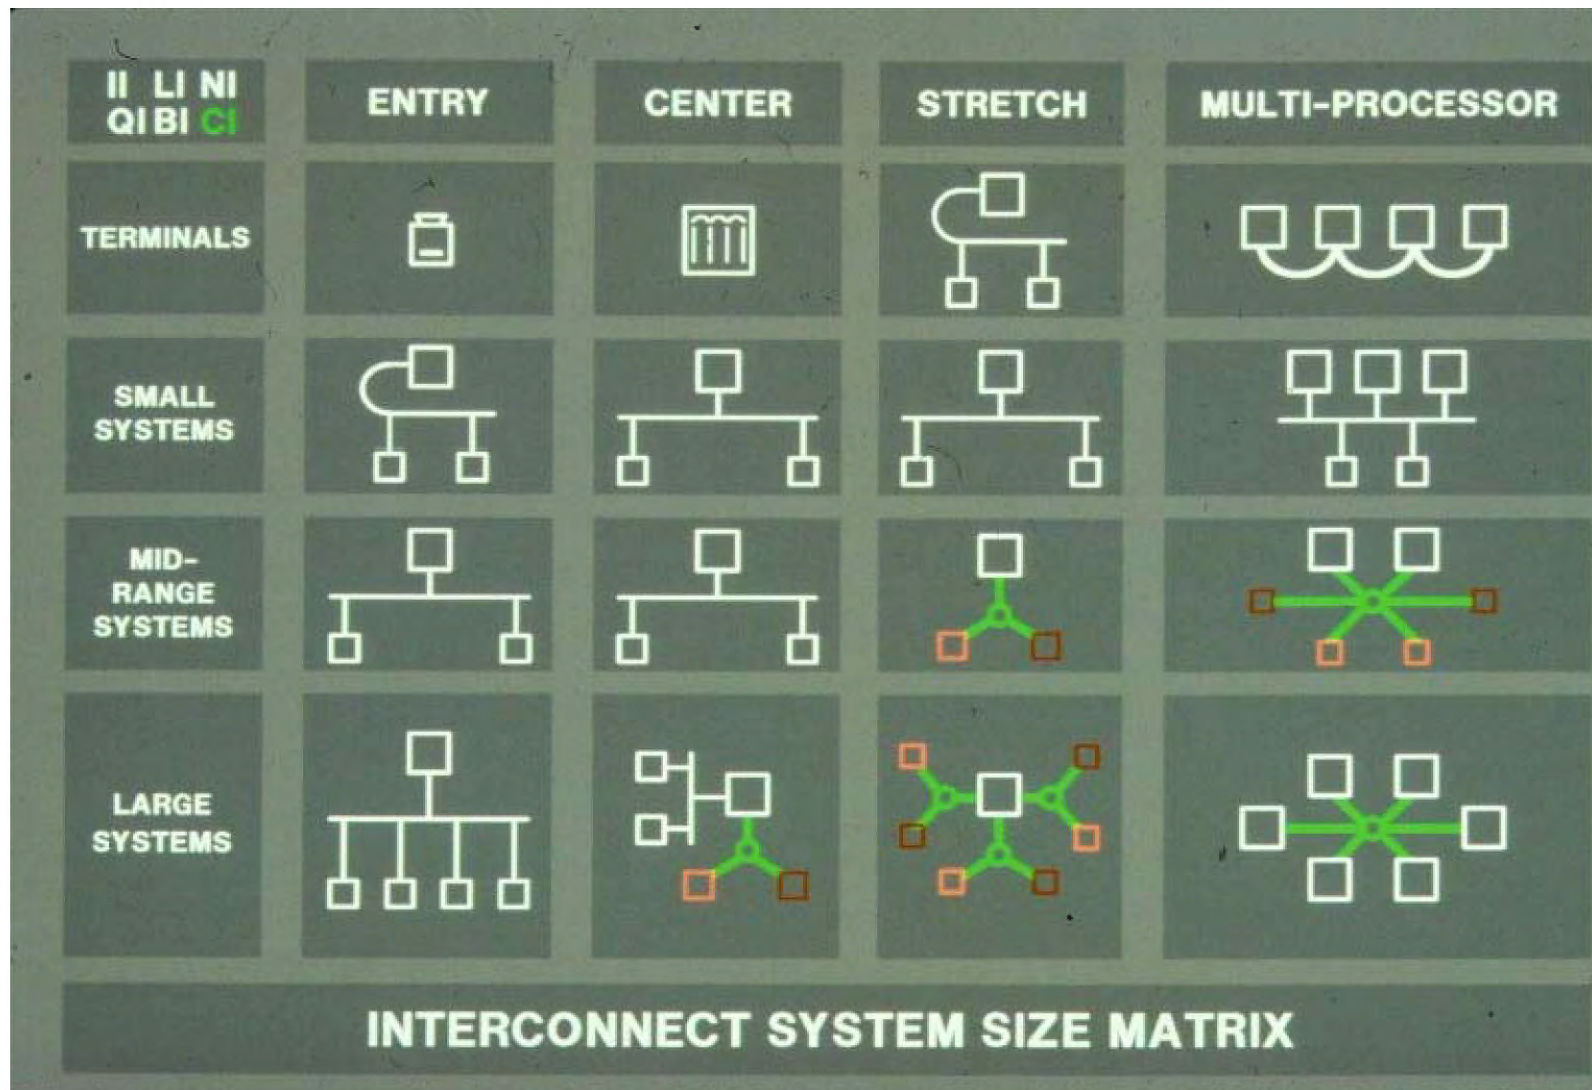 II LI NI
QI BI CI
ENTRY
CENTER
STRETCH
MULTI-PROCESSOR
TERMINALS
SMALL
SYSTEMS
MID-
RANGE
SYSTEMS
LARGE
SYSTEMS
INTERCONNECT SYSTEM SIZE MATRIX